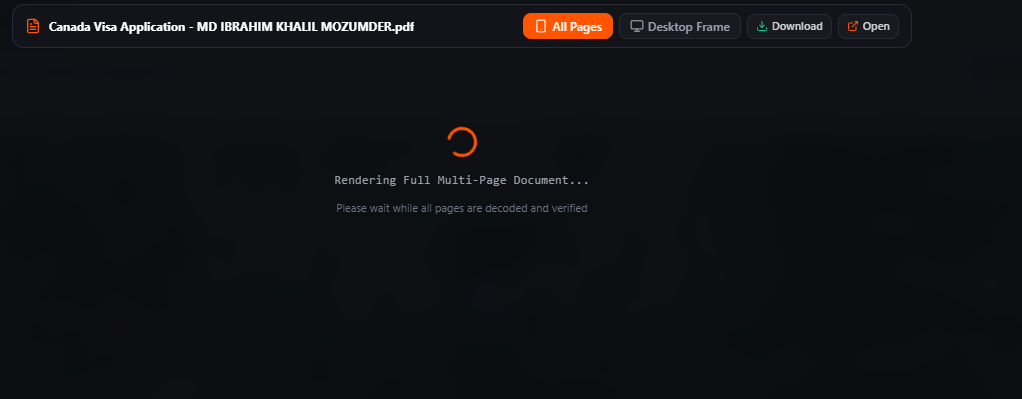 Canada Visa Application - MD IBRAHIM KHALIL MOZUMDER.pdf All Pages Desktop Frame Download Open
Rendering Full Multi-Page Document...
Please wait while all pages are decoded and verified